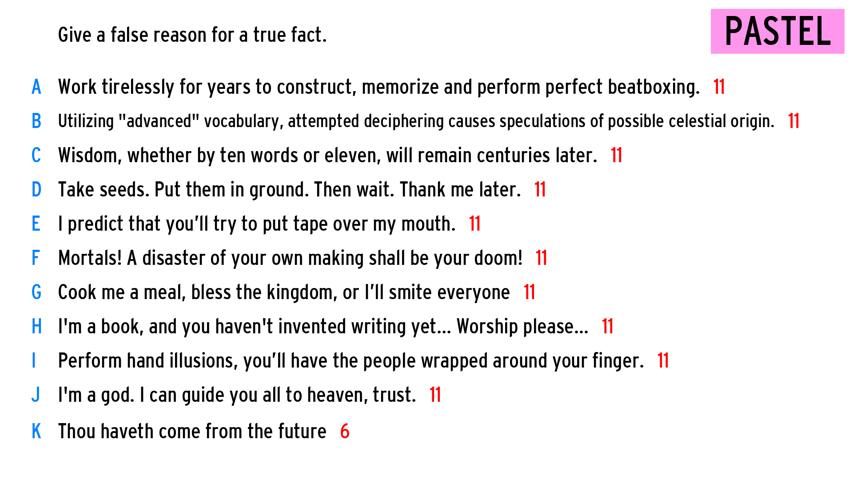 Give a false reason for a true fact.
PASTEL
A Work tirelessly for years to construct, memorize and perform perfect beatboxing. 11
B Utilizing "advanced" vocabulary, attempted deciphering causes speculations of possible celestial origin. 11
C Wisdom, whether by ten words or eleven, will remain centuries later. 11
D Take seeds. Put them in ground. Then wait. Thank me later. 11
E I predict that you’ll try to put tape over my mouth. 11
F Mortals! A disaster of your own making shall be your doom! 11
G Cook me a meal, bless the kingdom, or I’ll smite everyone 11
H I'm a book, and you haven't invented writing yet... Worship please... 11
I Perform hand illusions, you’ll have the people wrapped around your finger. 11
J I'm a god. I can guide you all to heaven, trust. 11
K Thou haveth come from the future 6